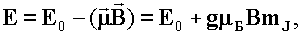 E = E₀ − (μ⃗B⃗) = E₀ + gμ_Б Bm_J,